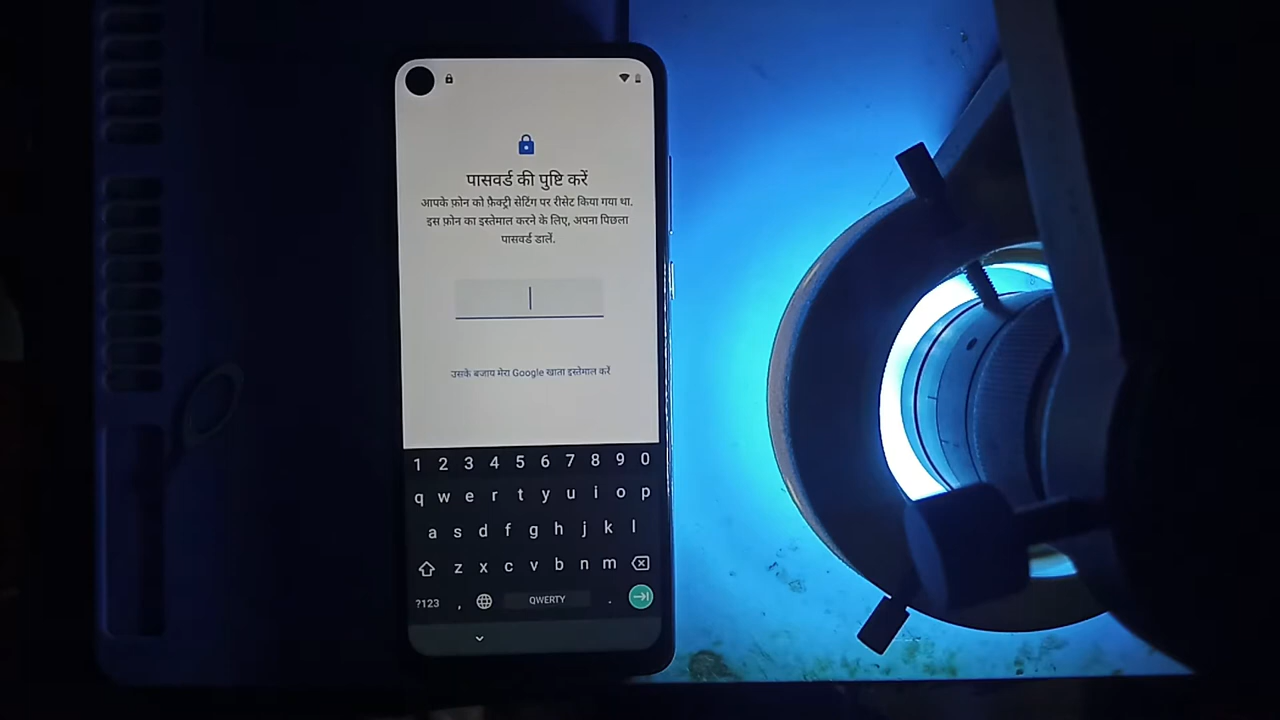 पासवर्ड की पुष्टि करें
आपके फ़ोन को फ़ैक्ट्री सेटिंग पर रीसेट किया गया था.
इस फ़ोन का इस्तेमाल करने के लिए, अपना पिछला
पासवर्ड डालें.
उसके बजाय मेरा Google खाता इस्तेमाल करें
1 2 3 4 5 6 7 8 9 0
q w e r t y u i o p
a s d f g h j k l
z x c v b n m
?123 , QWERTY .